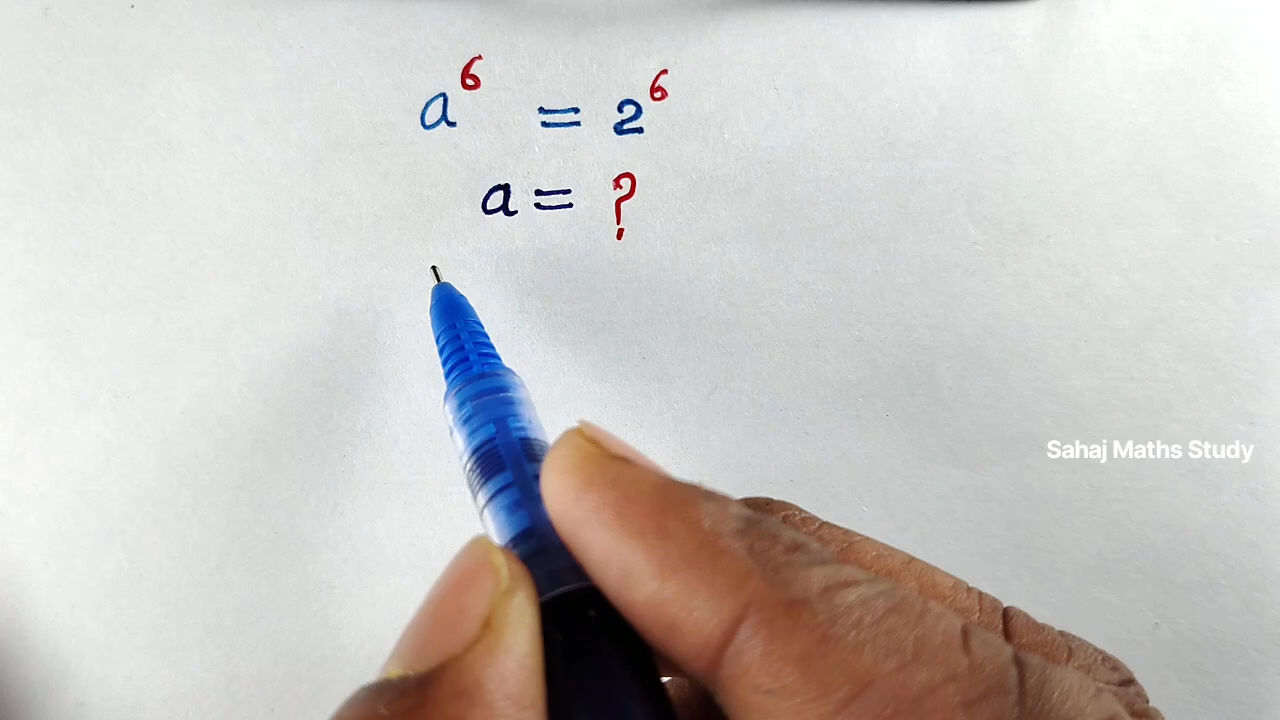 a⁶ = 2⁶
a = ?
Sahaj Maths Study